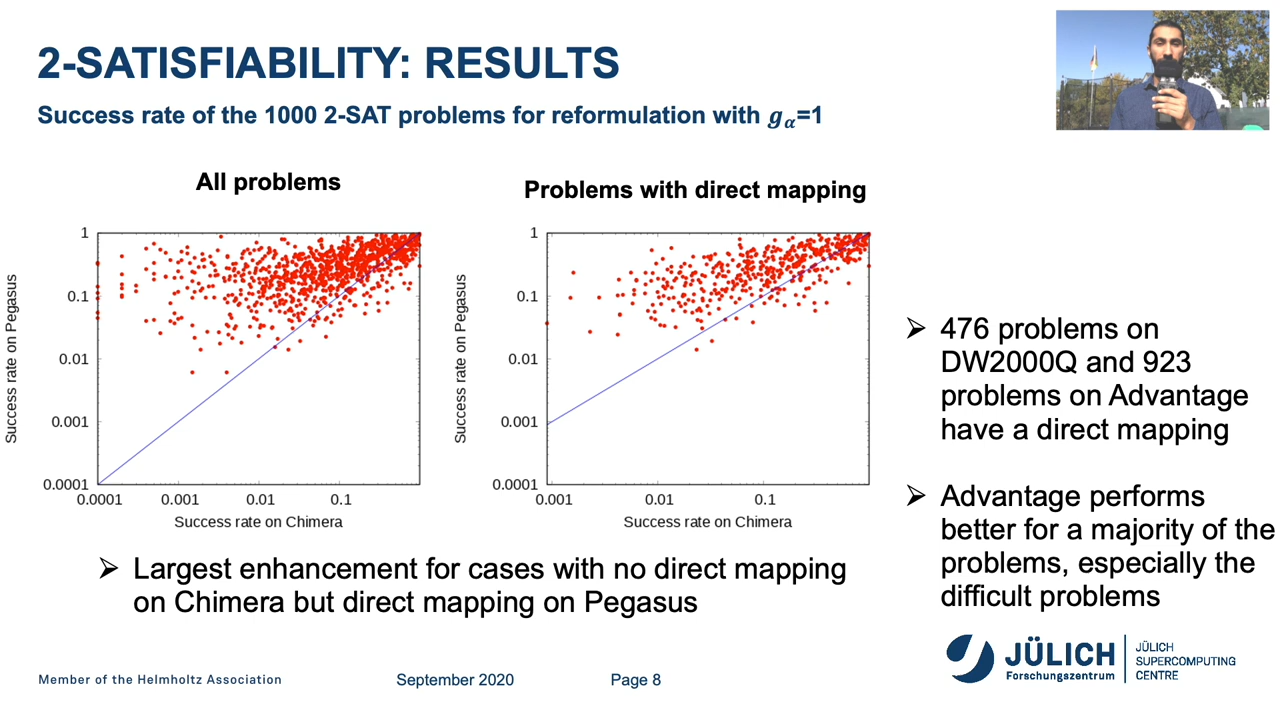 2-SATISFIABILITY: RESULTS
Success rate of the 1000 2-SAT problems for reformulation with gα=1
All problems
Success rate on Pegasus
1
0.1
0.01
0.001
0.0001
0.0001
0.001
0.01
0.1
Success rate on Chimera
Problems with direct mapping
Success rate on Pegasus
1
0.1
0.01
0.001
0.0001
0.001
0.01
0.1
Success rate on Chimera
➢ Largest enhancement for cases with no direct mapping
on Chimera but direct mapping on Pegasus
➢ 476 problems on
DW2000Q and 923
problems on Advantage
have a direct mapping
➢ Advantage performs
better for a majority of the
problems, especially the
difficult problems
JÜLICH
Forschungszentrum
JÜLICH
SUPERCOMPUTING
CENTRE
Member of the Helmholtz Association
September 2020
Page 8